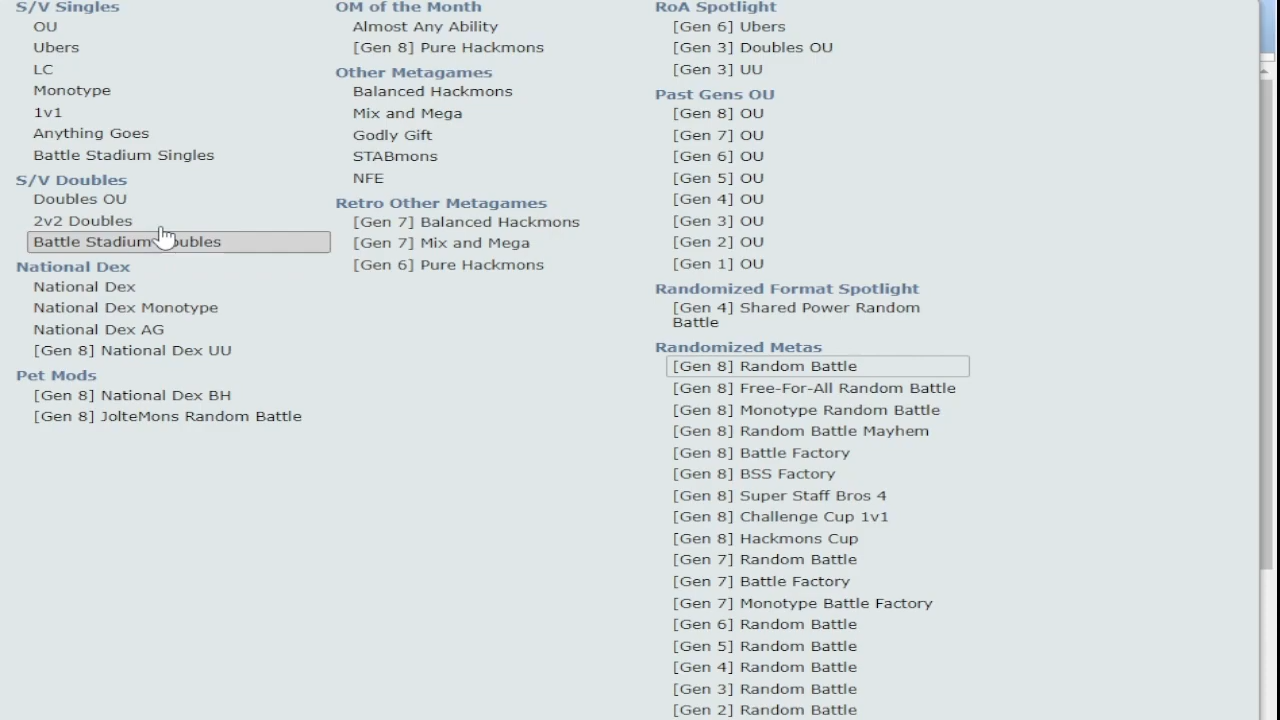 S/V Singles
OU
Ubers
LC
Monotype
1v1
Anything Goes
Battle Stadium Singles
S/V Doubles
Doubles OU
2v2 Doubles
Battle Stadium Doubles
National Dex
National Dex
National Dex Monotype
National Dex AG
[Gen 8] National Dex UU
Pet Mods
[Gen 8] National Dex BH
[Gen 8] JolteMons Random Battle
OM of the Month
Almost Any Ability
[Gen 8] Pure Hackmons
Other Metagames
Balanced Hackmons
Mix and Mega
Godly Gift
STABmons
NFE
Retro Other Metagames
[Gen 7] Balanced Hackmons
[Gen 7] Mix and Mega
[Gen 6] Pure Hackmons
RoA Spotlight
[Gen 6] Ubers
[Gen 3] Doubles OU
[Gen 3] UU
Past Gens OU
[Gen 8] OU
[Gen 7] OU
[Gen 6] OU
[Gen 5] OU
[Gen 4] OU
[Gen 3] OU
[Gen 2] OU
[Gen 1] OU
Randomized Format Spotlight
[Gen 4] Shared Power Random
Battle
Randomized Metas
[Gen 8] Random Battle
[Gen 8] Free-For-All Random Battle
[Gen 8] Monotype Random Battle
[Gen 8] Random Battle Mayhem
[Gen 8] Battle Factory
[Gen 8] BSS Factory
[Gen 8] Super Staff Bros 4
[Gen 8] Challenge Cup 1v1
[Gen 8] Hackmons Cup
[Gen 7] Random Battle
[Gen 7] Battle Factory
[Gen 7] Monotype Battle Factory
[Gen 6] Random Battle
[Gen 5] Random Battle
[Gen 4] Random Battle
[Gen 3] Random Battle
[Gen 2] Random Battle